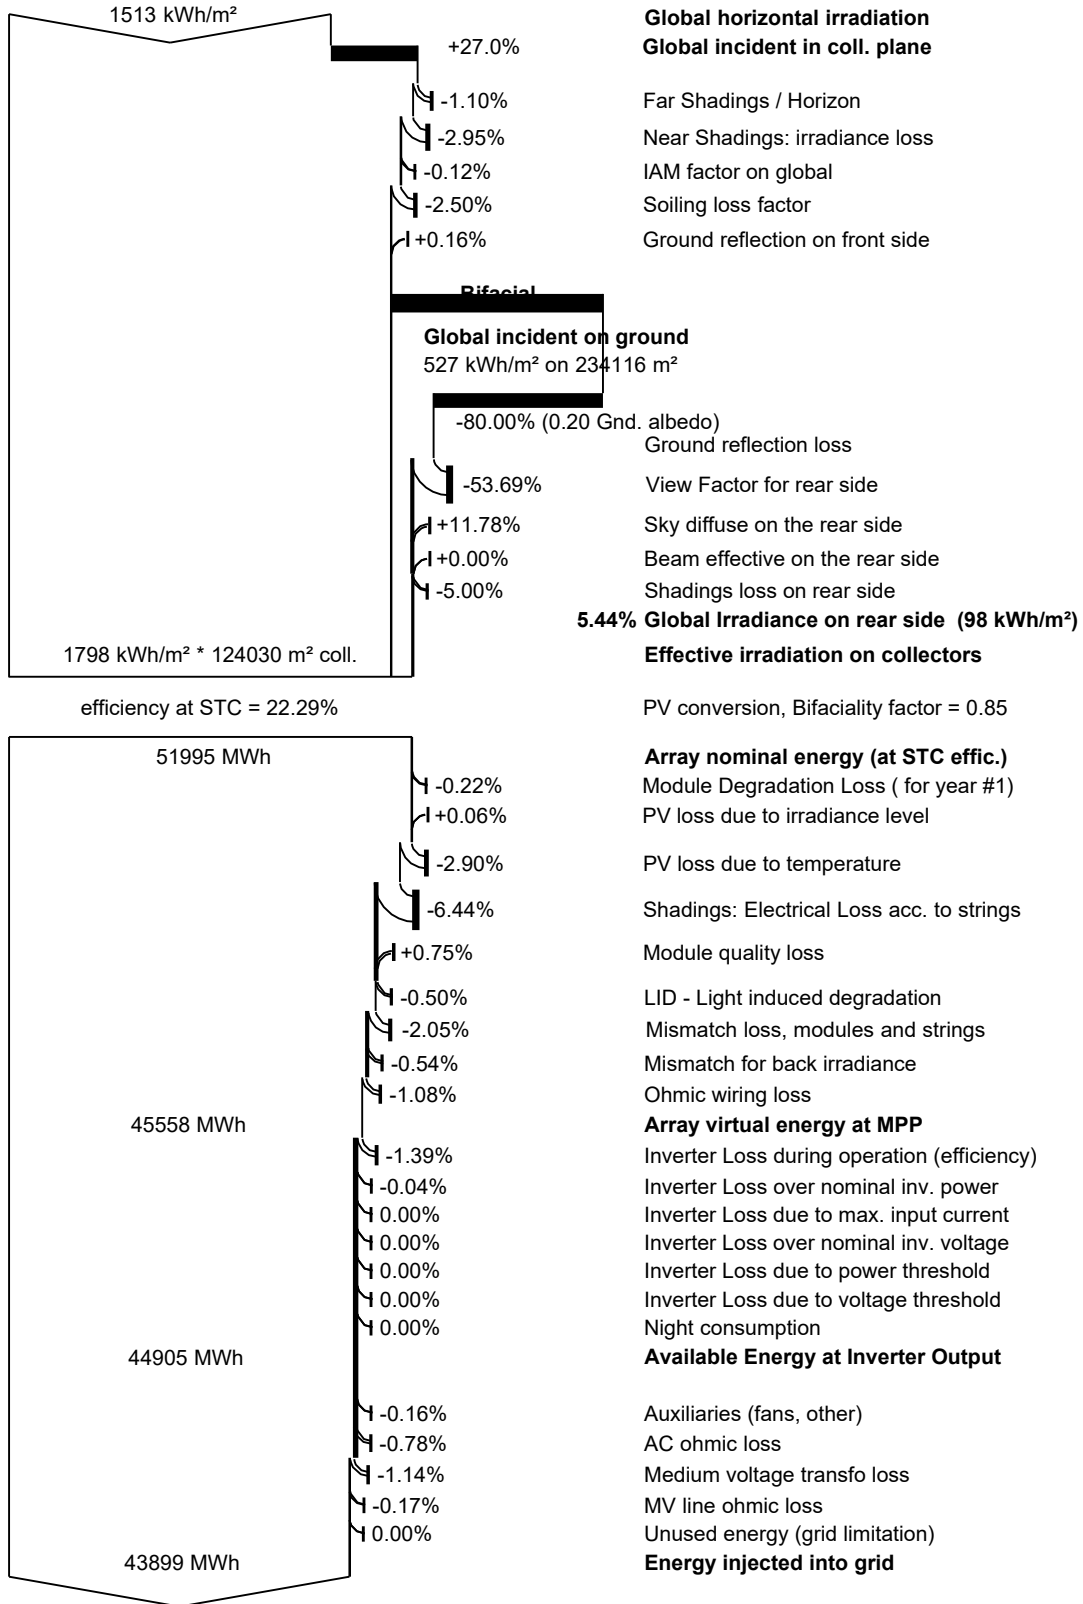 1513 kWh/m² Global horizontal irradiation
+27.0% Global incident in coll. plane
-1.10% Far Shadings / Horizon
-2.95% Near Shadings: irradiance loss
-0.12% IAM factor on global
-2.50% Soiling loss factor
+0.16% Ground reflection on front side
Bifacial
Global incident on ground
527 kWh/m² on 234116 m²
-80.00% (0.20 Gnd. albedo)
Ground reflection loss
-53.69% View Factor for rear side
+11.78% Sky diffuse on the rear side
+0.00% Beam effective on the rear side
-5.00% Shadings loss on rear side
5.44% Global Irradiance on rear side (98 kWh/m²)
1798 kWh/m² * 124030 m² coll. Effective irradiation on collectors
efficiency at STC = 22.29% PV conversion, Bifaciality factor = 0.85
51995 MWh Array nominal energy (at STC effic.)
-0.22% Module Degradation Loss ( for year #1)
+0.06% PV loss due to irradiance level
-2.90% PV loss due to temperature
-6.44% Shadings: Electrical Loss acc. to strings
+0.75% Module quality loss
-0.50% LID - Light induced degradation
-2.05% Mismatch loss, modules and strings
-0.54% Mismatch for back irradiance
-1.08% Ohmic wiring loss
45558 MWh Array virtual energy at MPP
-1.39% Inverter Loss during operation (efficiency)
-0.04% Inverter Loss over nominal inv. power
0.00% Inverter Loss due to max. input current
0.00% Inverter Loss over nominal inv. voltage
0.00% Inverter Loss due to power threshold
0.00% Inverter Loss due to voltage threshold
0.00% Night consumption
44905 MWh Available Energy at Inverter Output
-0.16% Auxiliaries (fans, other)
-0.78% AC ohmic loss
-1.14% Medium voltage transfo loss
-0.17% MV line ohmic loss
0.00% Unused energy (grid limitation)
43899 MWh Energy injected into grid